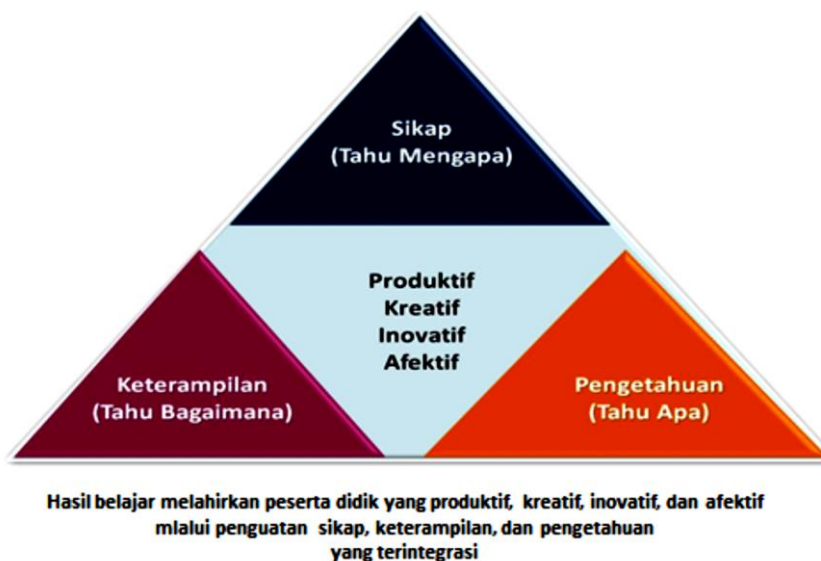 Sikap
(Tahu Mengapa)
Produktif
Kreatif
Inovatif
Afektif
Keterampilan
(Tahu Bagaimana)
Pengetahuan
(Tahu Apa)
Hasil belajar melahirkan peserta didik yang produktif, kreatif, inovatif, dan afektif
mlalui penguatan sikap, keterampilan, dan pengetahuan
yang terintegrasi